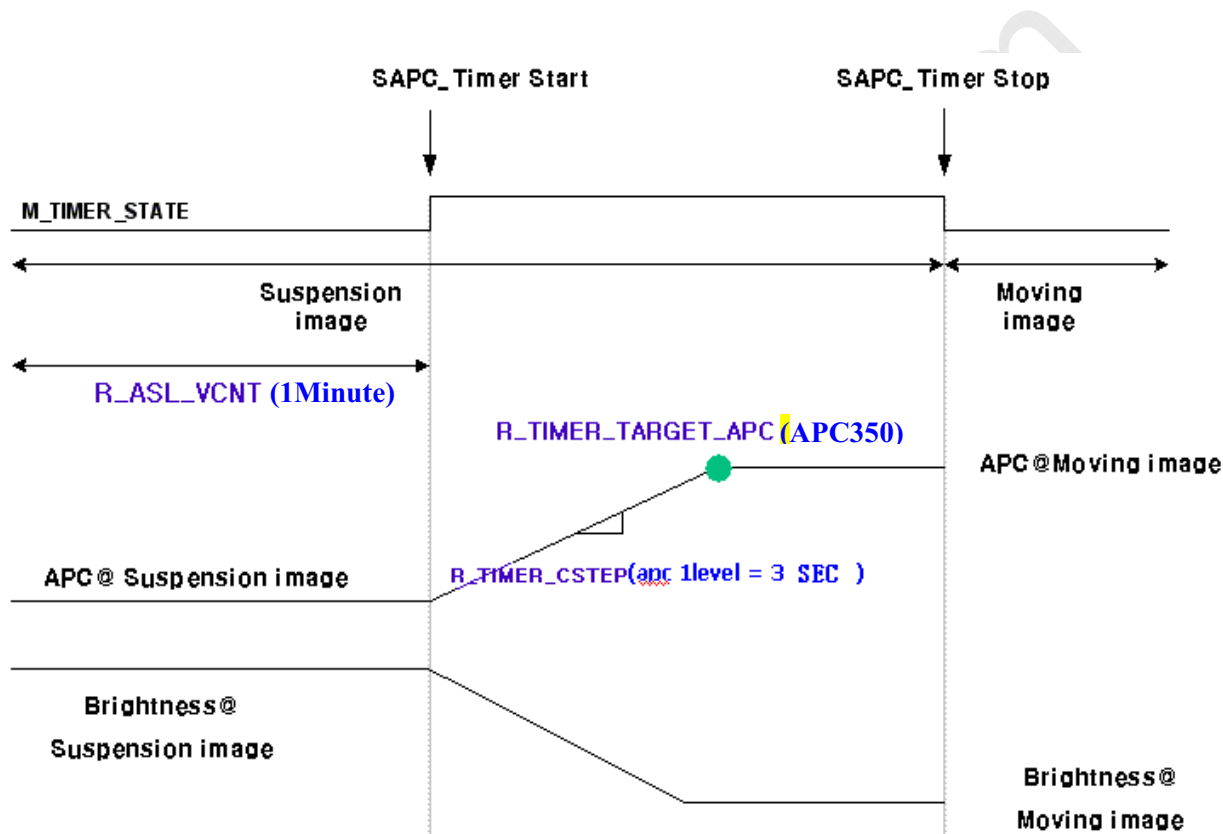 SAPC_Timer Start
SAPC_Timer Stop
M_TIMER_STATE
Suspension
image
Moving
image
R_ASL_VCNT (1Minute)
R_TIMER_TARGET_APC (APC350)
APC@Moving image
APC@ Suspension image
R_TIMER_CSTEP(apc 1level = 3 SEC )
Brightness@
Suspension image
Brightness@
Moving image